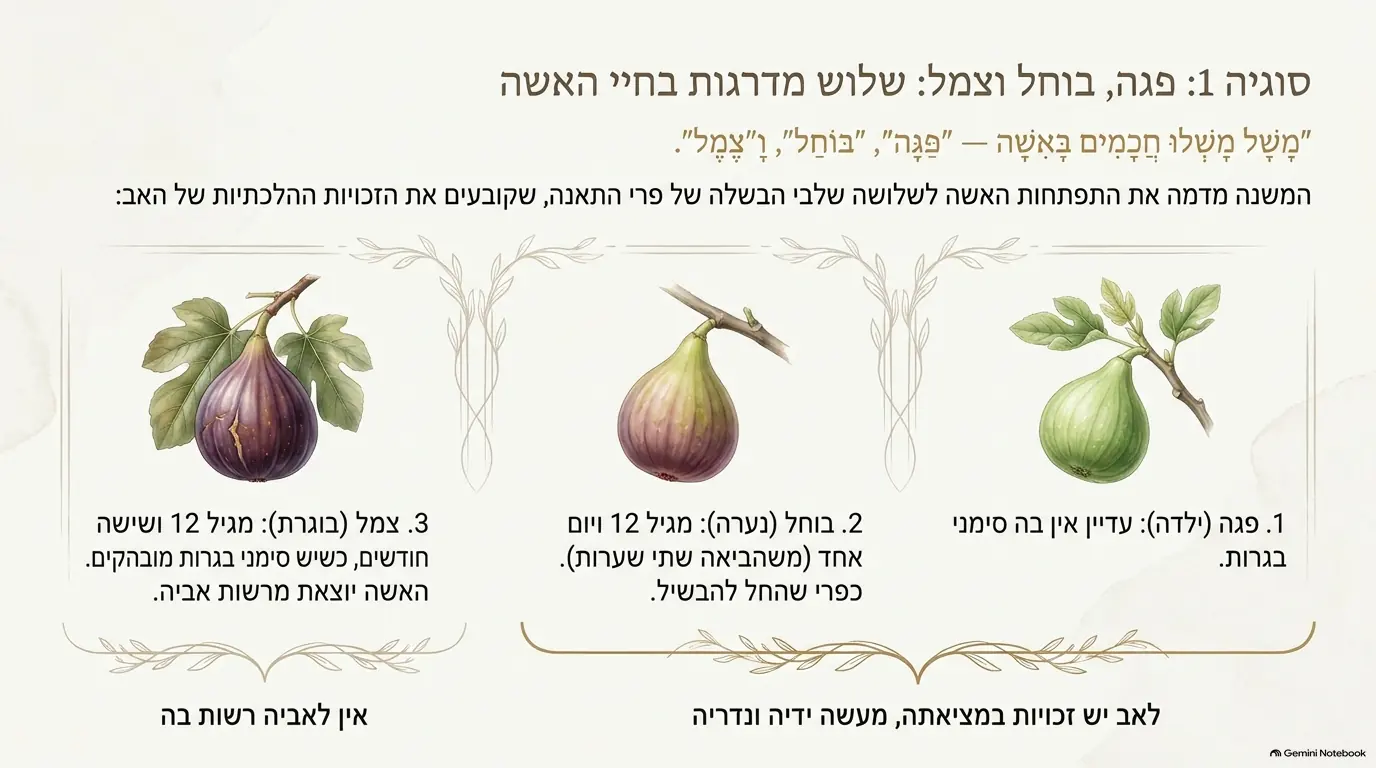 סוגיה 1: פגה, בוחל וצמל: שלוש מדרגות בחיי האשה
"מָשָׁל מָשְׁלוּ חֲכָמִים בָּאִשָּׁה — "פַּגָּה", "בּוֹחַל", וָ"צֶמֶל".
המשנה מדמה את התפתחות האשה לשלושה שלבי הבשלה של פרי התאנה, שקובעים את הזכויות ההלכתיות של האב:
1. פגה (ילדה): עדיין אין בה סימני
בגרות.
2. בוחל (נערה): מגיל 12 ויום
אחד (משהביאה שתי שערות).
כפרי שהחל להבשיל.
3. צמל (בוגרת): מגיל 12 ושישה
חודשים, כשיש סימני בגרות מובהקים.
האשה יוצאת מרשות אביה.
לאב יש זכויות במציאתה, מעשה ידיה ונדריה
אין לאביה רשות בה
Gemini Notebook